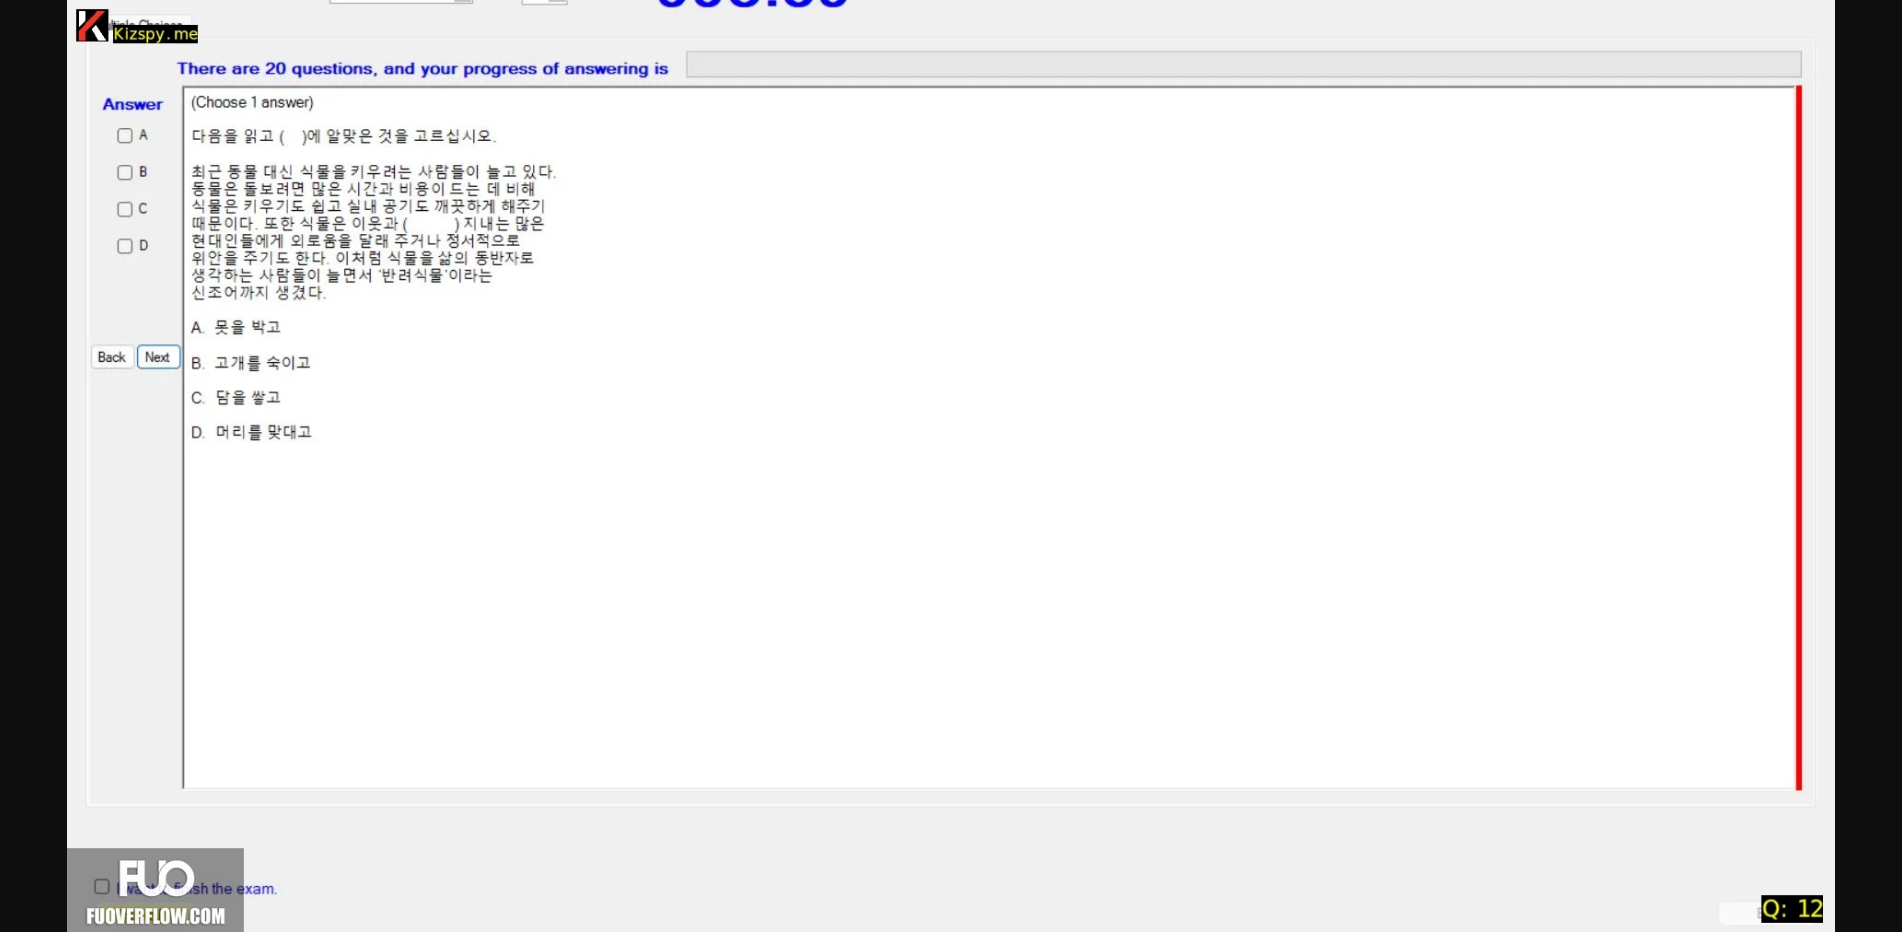 Kizspy.me
There are 20 questions, and your progress of answering is
Answer
(Choose 1 answer)
A
B
C
D
다음을 읽고 (   )에 알맞은 것을 고르십시오.
최근 동물 대신 식물을 키우려는 사람들이 늘고 있다.
동물은 돌보려면 많은 시간과 비용이 드는 데 비해
식물은 키우기도 쉽고 실내 공기도 깨끗하게 해주기
때문이다. 또한 식물은 이웃과 (        ) 지내는 많은
현대인들에게 외로움을 달래 주거나 정서적으로
위안을 주기도 한다. 이처럼 식물을 삶의 동반자로
생각하는 사람들이 늘면서 '반려식물'이라는
신조어까지 생겼다.
A. 못을 박고
Back Next
B. 고개를 숙이고
C. 담을 쌓고
D. 머리를 맞대고
FUO
finish the exam.
FUOVERFLOW.COM
Q: 12